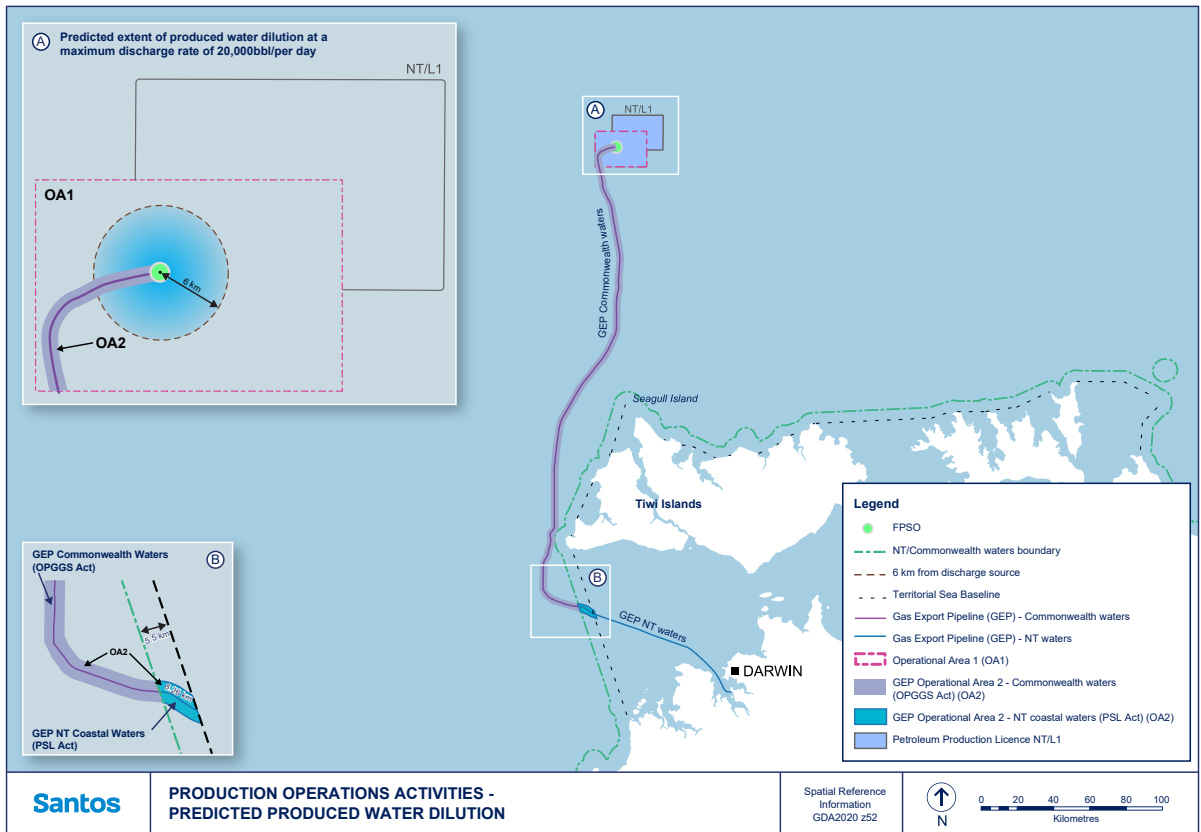 A
Predicted extent of produced water dilution at a
maximum discharge rate of 20,000bbl/per day
NT/L1
OA1
6 km
OA2
A
NT/L1
GEP Commonwealth waters
Seagull Island
Tiwi Islands
B
GEP NT waters
DARWIN
GEP Commonwealth Waters
(OPGGS Act)
B
5.5 km
OA2
GEP NT Coastal Waters
(PSL Act)
Legend
FPSO
NT/Commonwealth waters boundary
6 km from discharge source
Territorial Sea Baseline
Gas Export Pipeline (GEP) - Commonwealth waters
Gas Export Pipeline (GEP) - NT waters
Operational Area 1 (OA1)
GEP Operational Area 2 - Commonwealth waters
(OPGGS Act) (OA2)
GEP Operational Area 2 - NT coastal waters (PSL Act) (OA2)
Petroleum Production Licence NT/L1
Santos
PRODUCTION OPERATIONS ACTIVITIES -
PREDICTED PRODUCED WATER DILUTION
Spatial Reference
Information
GDA2020 z52
N
0 20 40 60 80 100
Kilometres